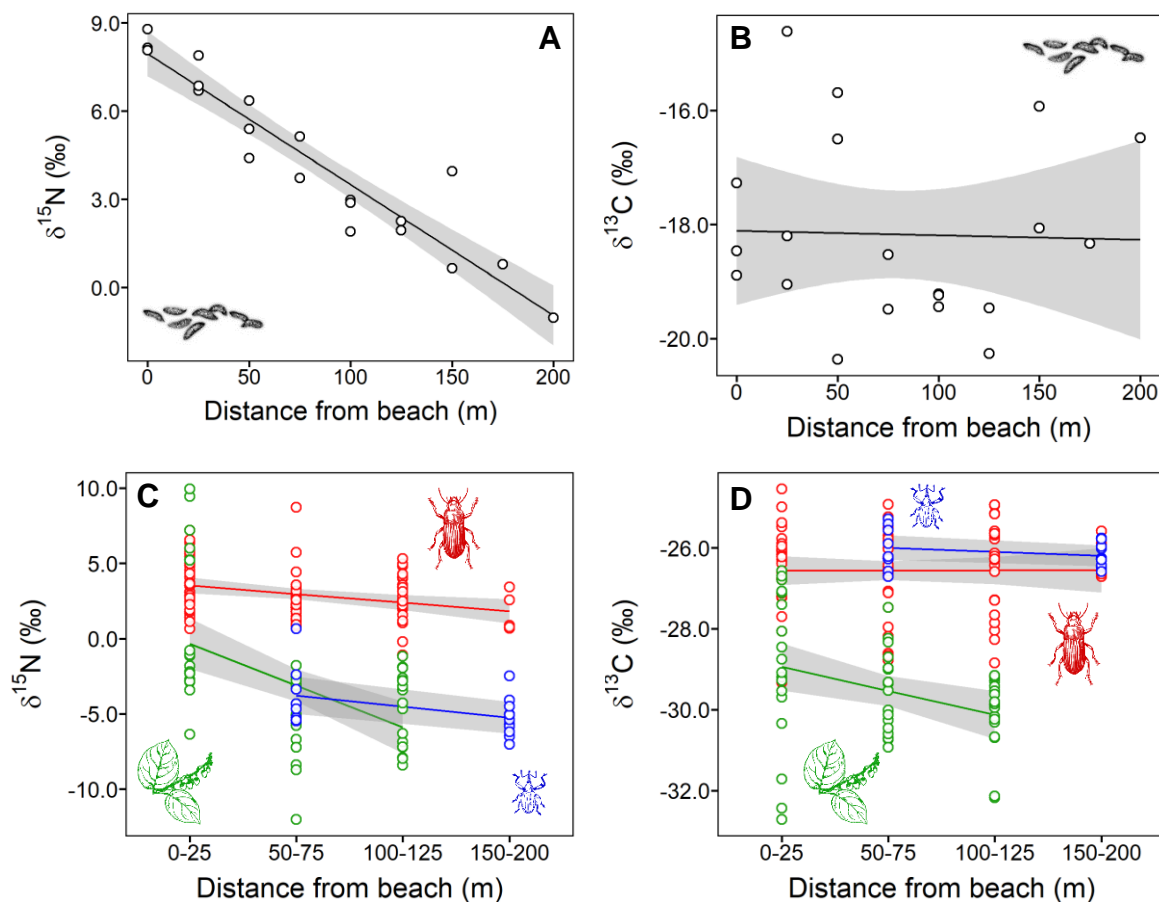 A
9.0
6.0
3.0
0.0
δ¹⁵N (‰)
0 50 100 150 200
Distance from beach (m)
B
-16.0
-18.0
-20.0
δ¹³C (‰)
0 50 100 150 200
Distance from beach (m)
C
10.0
5.0
0.0
-5.0
-10.0
δ¹⁵N (‰)
0-25 50-75 100-125 150-200
Distance from beach (m)
D
-26.0
-28.0
-30.0
-32.0
δ¹³C (‰)
0-25 50-75 100-125 150-200
Distance from beach (m)